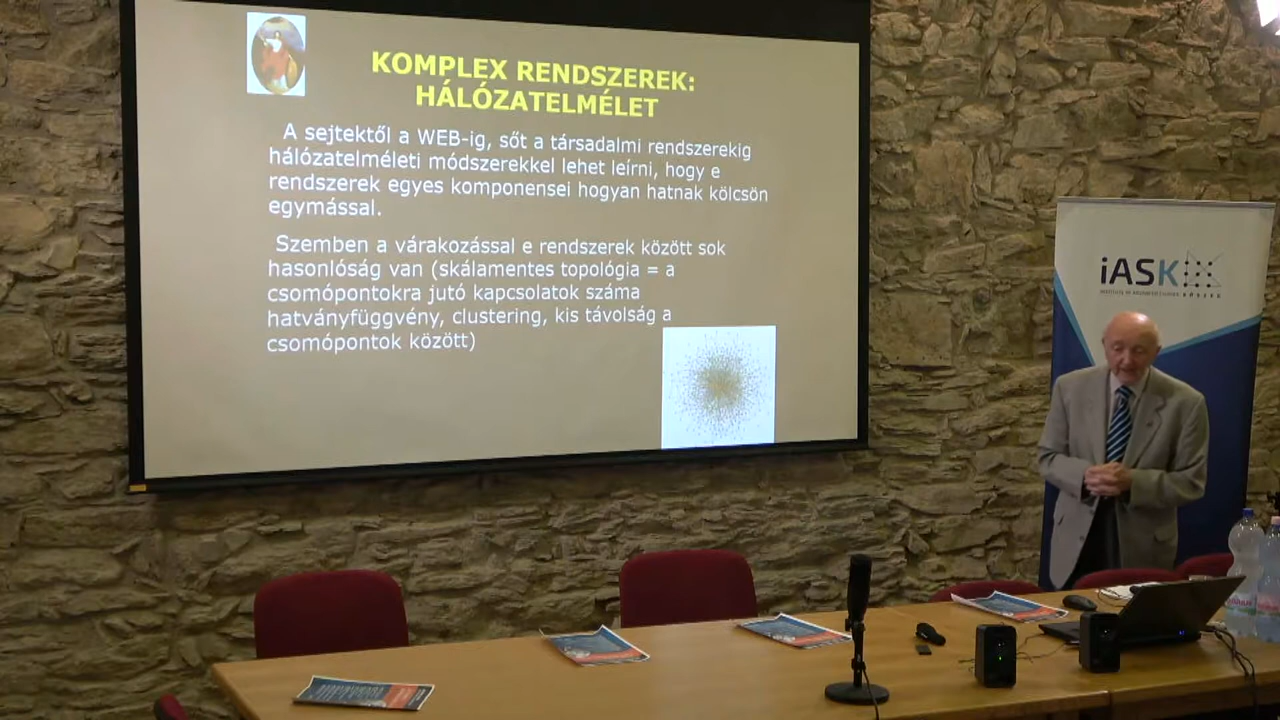 KOMPLEX RENDSZEREK:
HÁLÓZATELMÉLET
A sejtektől a WEB-ig, sőt a társadalmi rendszerekig
hálózatelméleti módszerekkel lehet leírni, hogy e
rendszerek egyes komponensei hogyan hatnak kölcsön
egymással.
Szemben a várakozással e rendszerek között sok
hasonlóság van (skálamentes topológia = a
csomópontokra jutó kapcsolatok száma
hatványfüggvény, clustering, kis távolság a
csomópontok között)
iASK
KŐSZEG